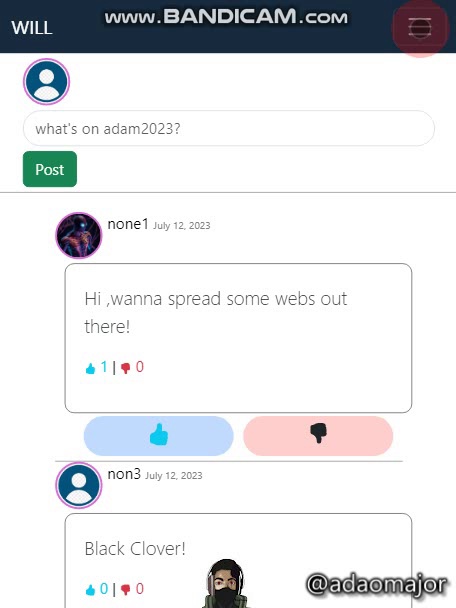 www.BANDICAM.com
WILL
what's on adam2023?
Post
none1 July 12, 2023
Hi ,wanna spread some webs out
there!
1 | 0
non3 July 12, 2023
Black Clover!
0 | 0
@adaomajor